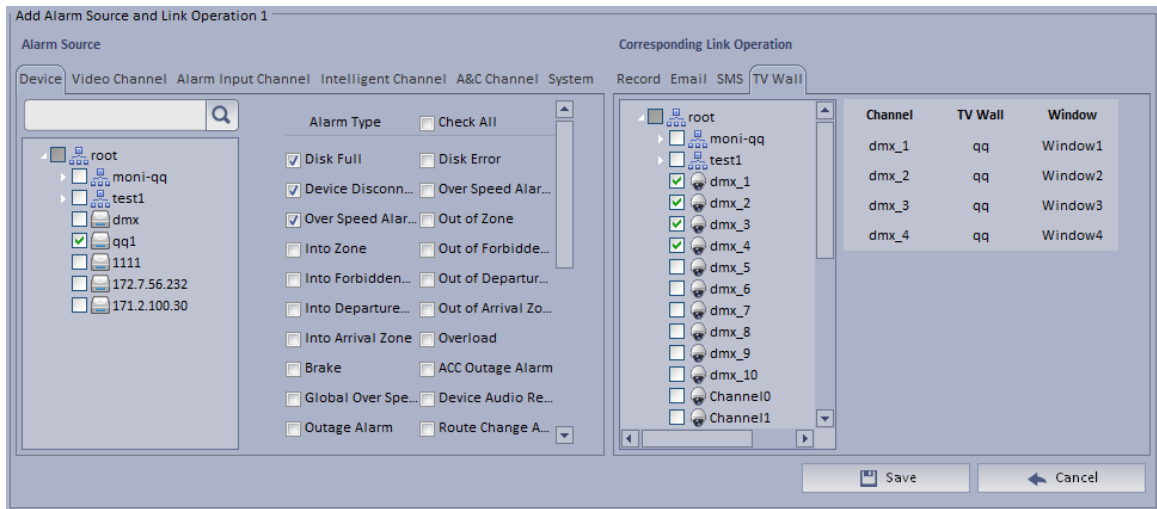 Add Alarm Source and Link Operation 1
Alarm Source
Corresponding Link Operation
Device Video Channel Alarm Input Channel Intelligent Channel A&C Channel System
Record Email SMS TV Wall
root
moni-qq
test1
dmx
qq1
1111
172.7.56.232
171.2.100.30
Alarm Type Check All
Disk Full Disk Error
Device Disconn... Over Speed Alar...
Over Speed Alar... Out of Zone
Into Zone Out of Forbidde...
Into Forbidden... Out of Departur...
Into Departure... Out of Arrival Zo...
Into Arrival Zone Overload
Brake ACC Outage Alarm
Global Over Spe... Device Audio Re...
Outage Alarm Route Change A...
root
moni-qq
test1
dmx_1
dmx_2
dmx_3
dmx_4
dmx_5
dmx_6
dmx_7
dmx_8
dmx_9
dmx_10
Channel0
Channel1
Channel TV Wall Window
dmx_1 qq Window1
dmx_2 qq Window2
dmx_3 qq Window3
dmx_4 qq Window4
Save Cancel